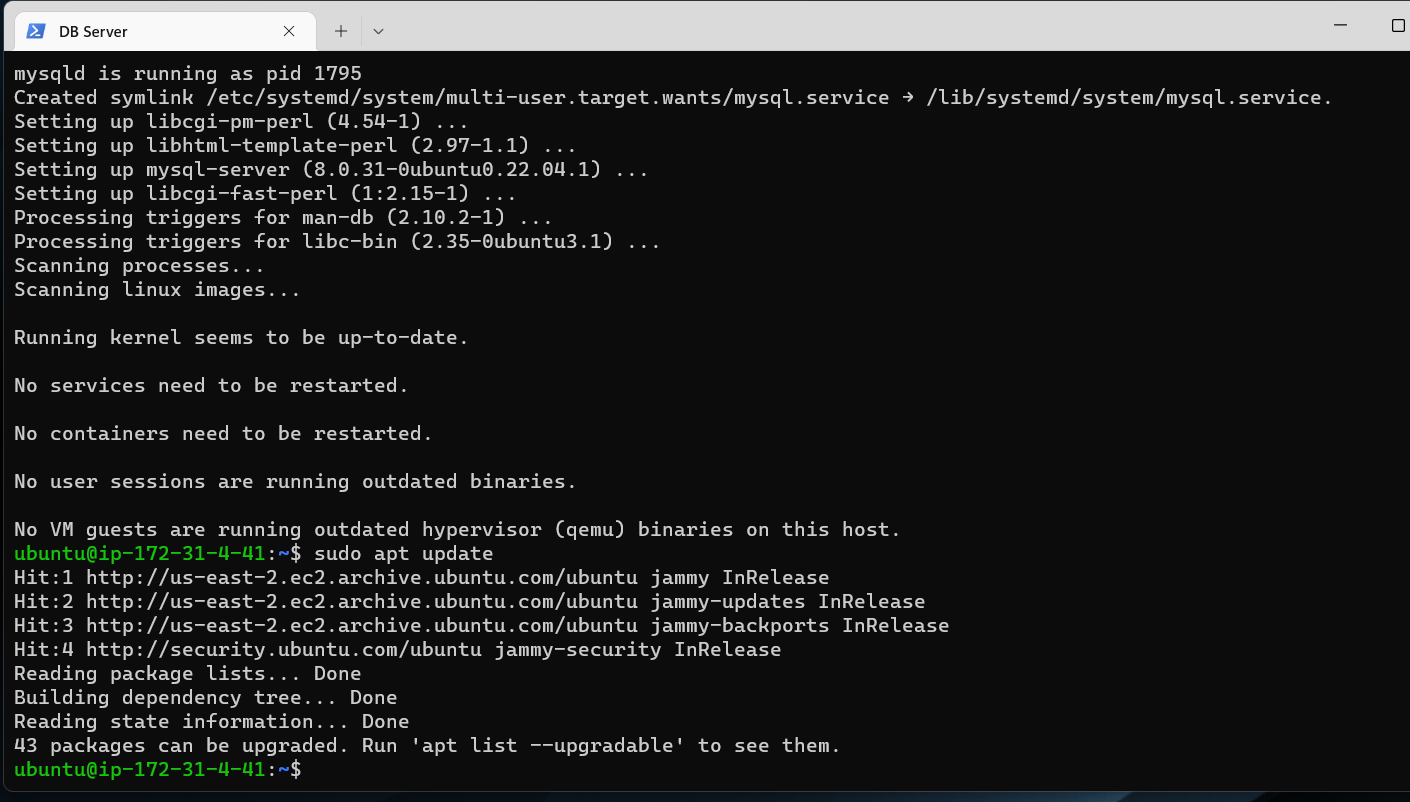 DB Server
mysqld is running as pid 1795
Created symlink /etc/systemd/system/multi-user.target.wants/mysql.service → /lib/systemd/system/mysql.service.
Setting up libcgi-pm-perl (4.54-1) ...
Setting up libhtml-template-perl (2.97-1.1) ...
Setting up mysql-server (8.0.31-0ubuntu0.22.04.1) ...
Setting up libcgi-fast-perl (1:2.15-1) ...
Processing triggers for man-db (2.10.2-1) ...
Processing triggers for libc-bin (2.35-0ubuntu3.1) ...
Scanning processes...
Scanning linux images...
Running kernel seems to be up-to-date.
No services need to be restarted.
No containers need to be restarted.
No user sessions are running outdated binaries.
No VM guests are running outdated hypervisor (qemu) binaries on this host.
ubuntu@ip-172-31-4-41:~$ sudo apt update
Hit:1 http://us-east-2.ec2.archive.ubuntu.com/ubuntu jammy InRelease
Hit:2 http://us-east-2.ec2.archive.ubuntu.com/ubuntu jammy-updates InRelease
Hit:3 http://us-east-2.ec2.archive.ubuntu.com/ubuntu jammy-backports InRelease
Hit:4 http://security.ubuntu.com/ubuntu jammy-security InRelease
Reading package lists... Done
Building dependency tree... Done
Reading state information... Done
43 packages can be upgraded. Run 'apt list --upgradable' to see them.
ubuntu@ip-172-31-4-41:~$